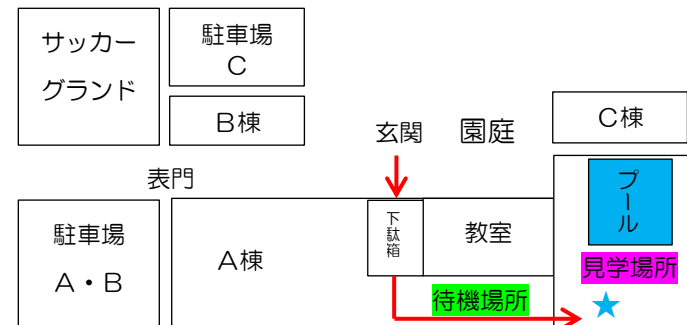 サッカー
グランド
駐車場
C
B棟
玄関
園庭
C棟
表門
プール
駐車場
A・B
A棟
下駄箱
教室
見学場所
待機場所